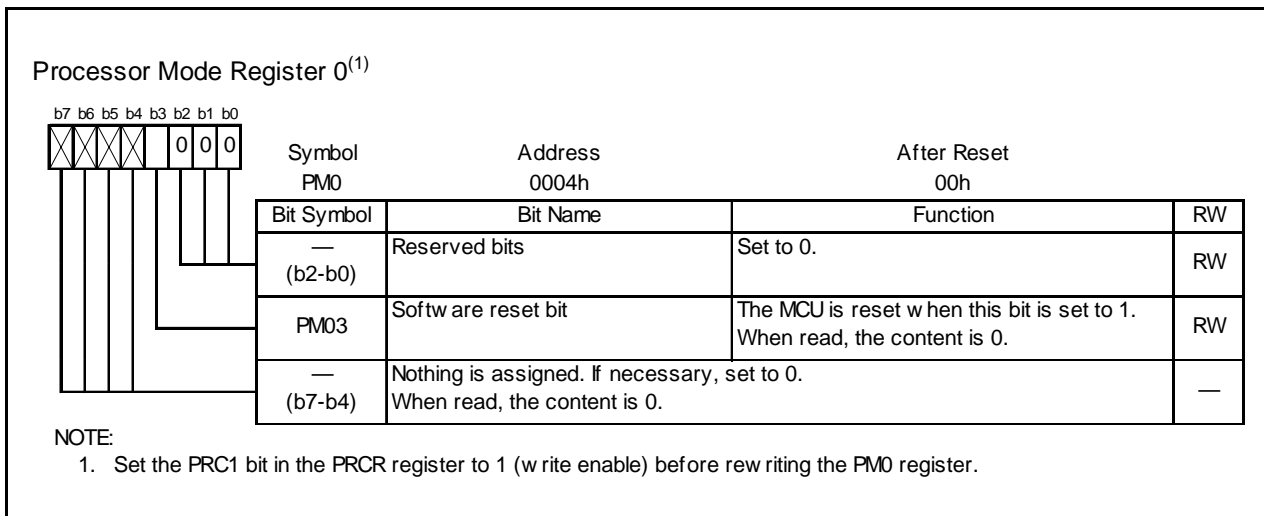 Processor Mode Register 0(1)
b7 b6 b5 b4 b3 b2 b1 b0
0 0 0
Symbol Address After Reset
PM0 0004h 00h
Bit Symbol Bit Name Function RW
— (b2-b0) Reserved bits Set to 0. RW
PM03 Software reset bit The MCU is reset when this bit is set to 1.
When read, the content is 0. RW
— (b7-b4) Nothing is assigned. If necessary, set to 0.
When read, the content is 0. —
NOTE:
1. Set the PRC1 bit in the PRCR register to 1 (write enable) before rewriting the PM0 register.